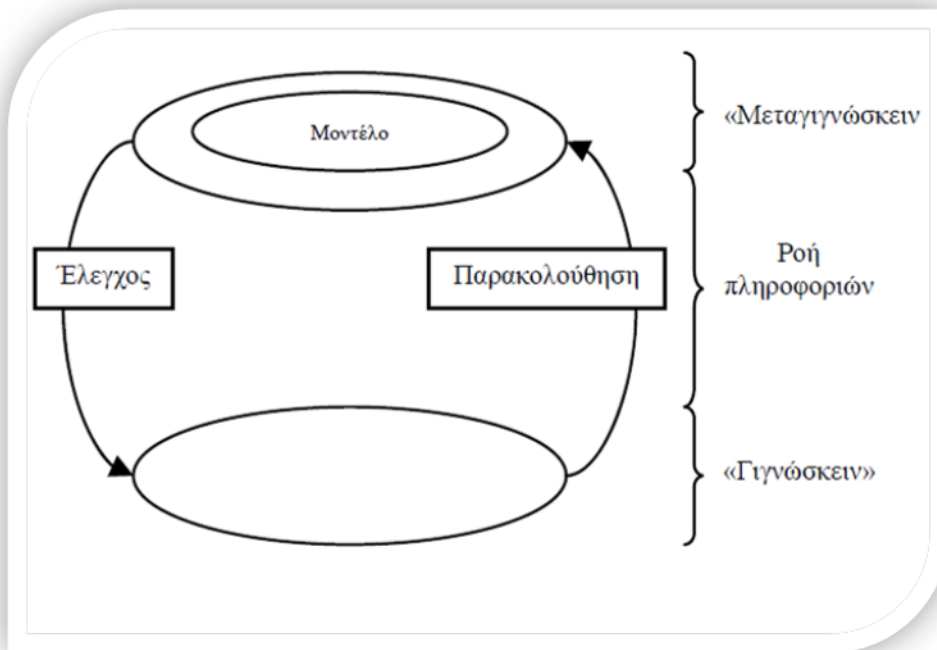 Μοντέλο
«Μεταγιγνώσκειν
Έλεγχος
Παρακολούθηση
Ροή
πληροφοριών
«Γιγνώσκειν»